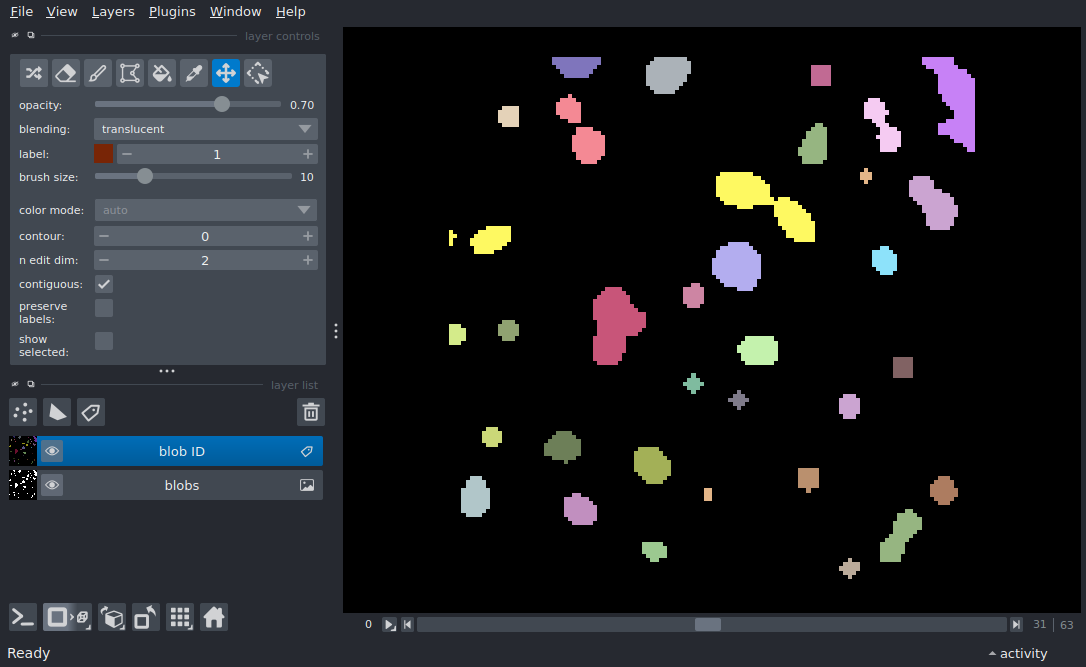 File View Layers Plugins Window Help
layer controls
opacity: 0.70
blending: translucent
label: 1
brush size: 10
color mode: auto
contour: 0
n edit dim: 2
contiguous:
preserve
labels:
show
selected:
layer list
blob ID
blobs
0 31 63
Ready activity